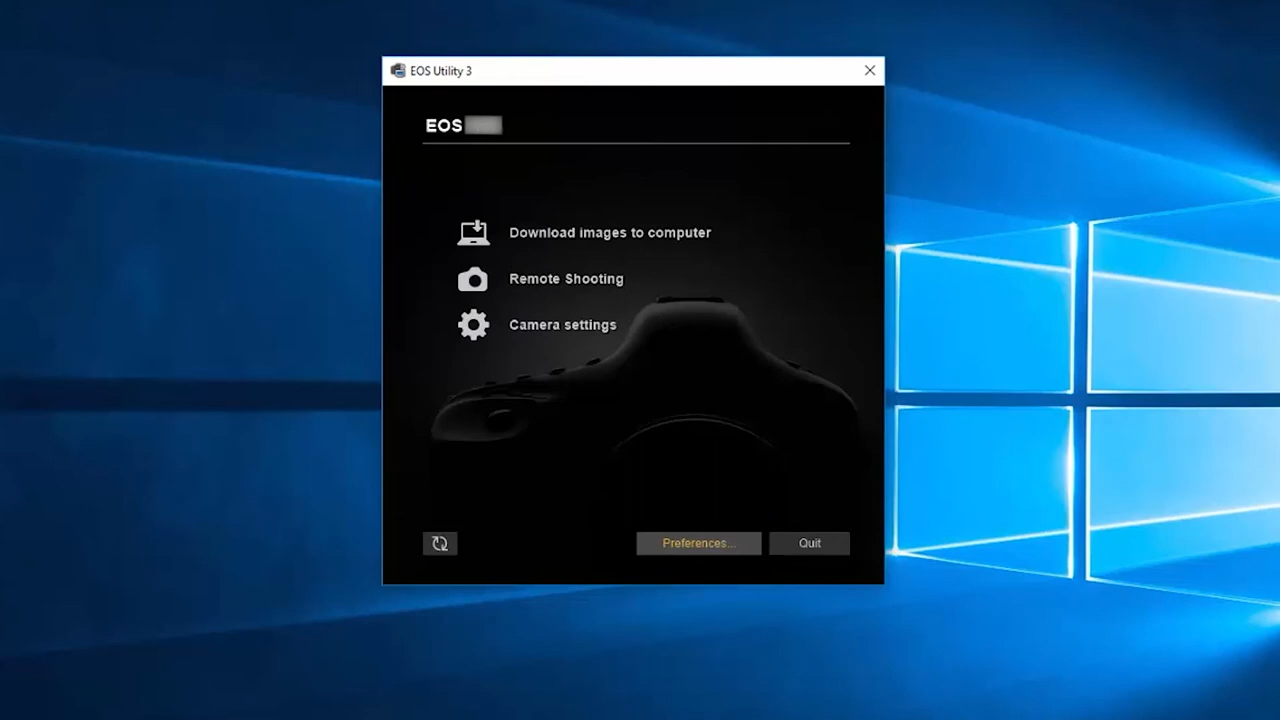 EOS Utility 3
EOS
Download images to computer
Remote Shooting
Camera settings
Preferences...
Quit